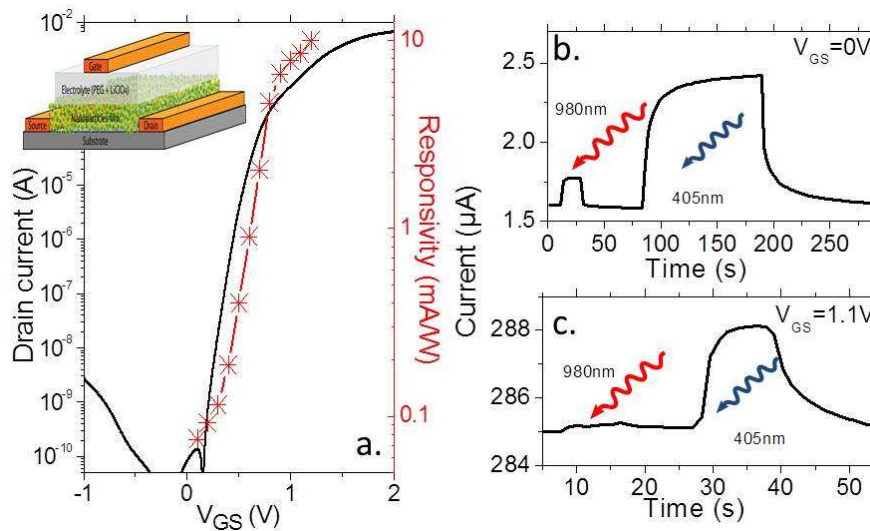 a.
Gate
Electrolyte (PEG + LiClO₄)
Nanoparticles film
Source
Drain
Substrate
Drain current (A)
10⁻²
10⁻⁵
10⁻⁶
10⁻⁷
10⁻⁸
10⁻⁹
10⁻¹⁰
-1 0 1 2
V_GS (V)
10
1
0.1
Responsivity (mA/W)
b.
V_GS=0V
980nm
405nm
2.5
2.0
1.5
0 50 100 150 200 250
Time (s)
Current (µA)
c.
V_GS=1.1V
980nm
405nm
288
286
284
10 20 30 40 50
Time (s)